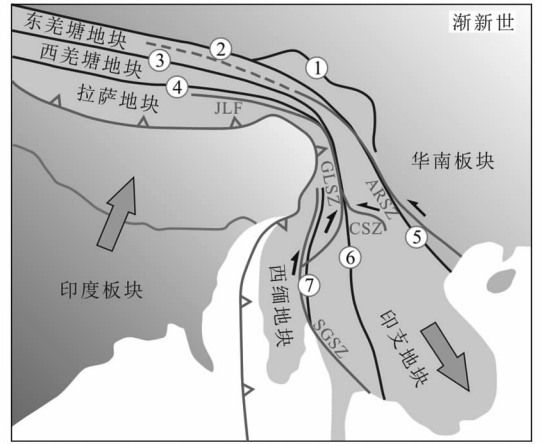 渐新世
东羌塘地块
②
①
西羌塘地块
③
④
拉萨地块
JLF
华南板块
GLSZ
ARSZ
CSZ
⑤
⑥
⑦
印度板块
西缅地块
SGSZ
印支地块